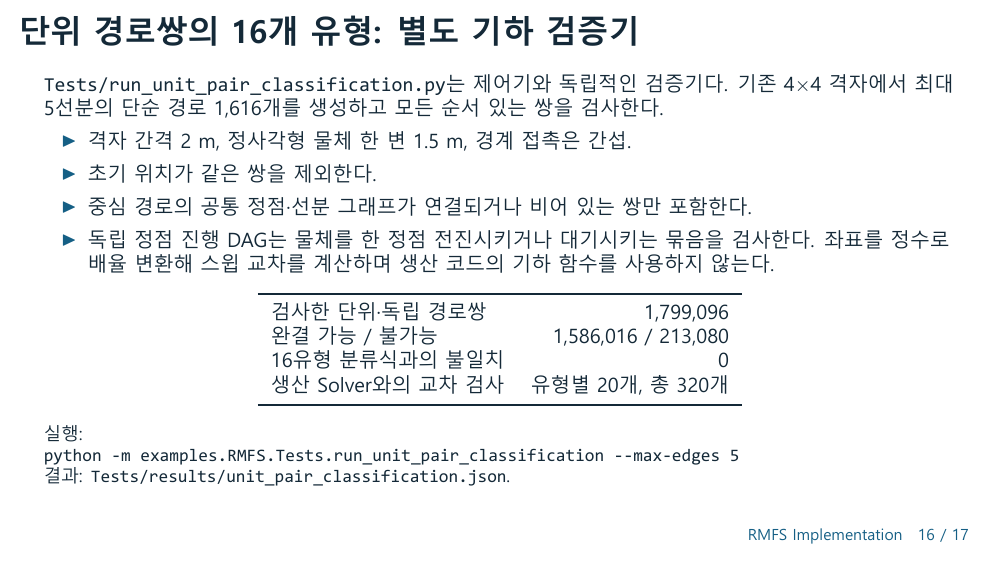 단위 경로쌍의 16개 유형: 별도 기하 검증기
Tests/run_unit_pair_classification.py는 제어기와 독립적인 검증기다. 기존 4×4 격자에서 최대
5선분의 단순 경로 1,616개를 생성하고 모든 순서 있는 쌍을 검사한다.
▶ 격자 간격 2 m, 정사각형 물체 한 변 1.5 m, 경계 접촉은 간섭.
▶ 초기 위치가 같은 쌍을 제외한다.
▶ 중심 경로의 공통 정점·선분 그래프가 연결되거나 비어 있는 쌍만 포함한다.
▶ 독립 정점 진행 DAG는 물체를 한 정점 전진시키거나 대기시키는 묶음을 검사한다. 좌표를 정수로
배율 변환해 스윕 교차를 계산하며 생산 코드의 기하 함수를 사용하지 않는다.
검사한 단위·독립 경로쌍 1,799,096
완결 가능 / 불가능 1,586,016 / 213,080
16유형 분류식과의 불일치 0
생산 Solver와의 교차 검사 유형별 20개, 총 320개
실행:
python -m examples.RMFS.Tests.run_unit_pair_classification --max-edges 5
결과: Tests/results/unit_pair_classification.json.
RMFS Implementation 16 / 17